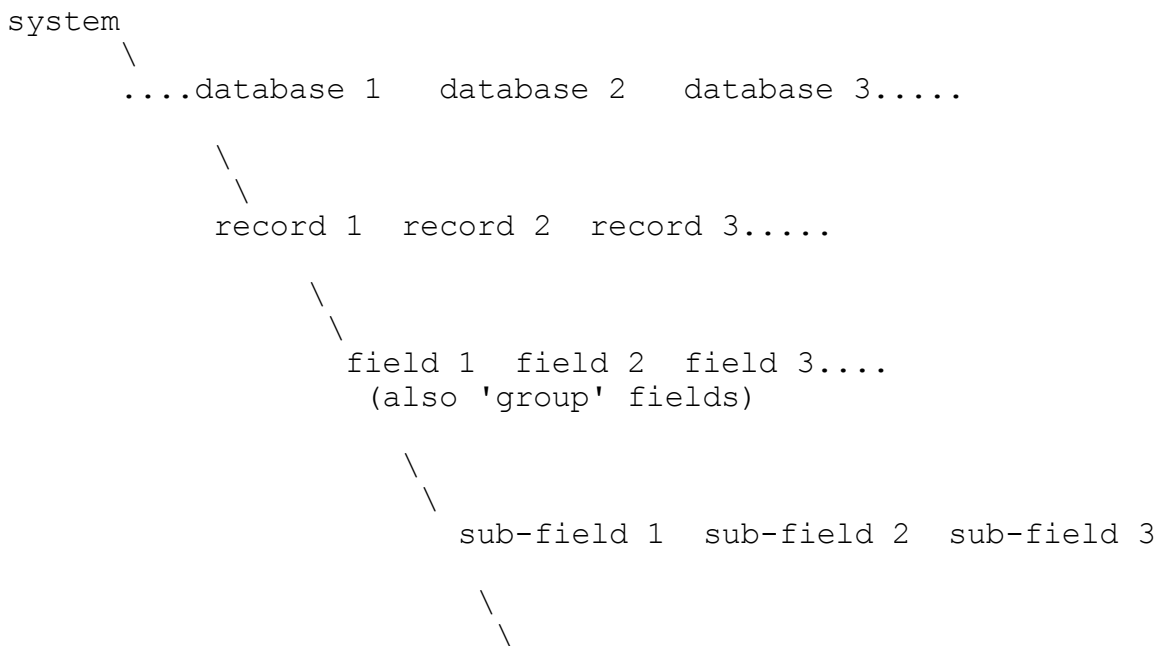 system
\
....database 1   database 2   database 3.....
\
\
record 1  record 2  record 3.....
\
\
field 1  field 2  field 3....
(also 'group' fields)
\
\
sub-field 1  sub-field 2  sub-field 3
\
\